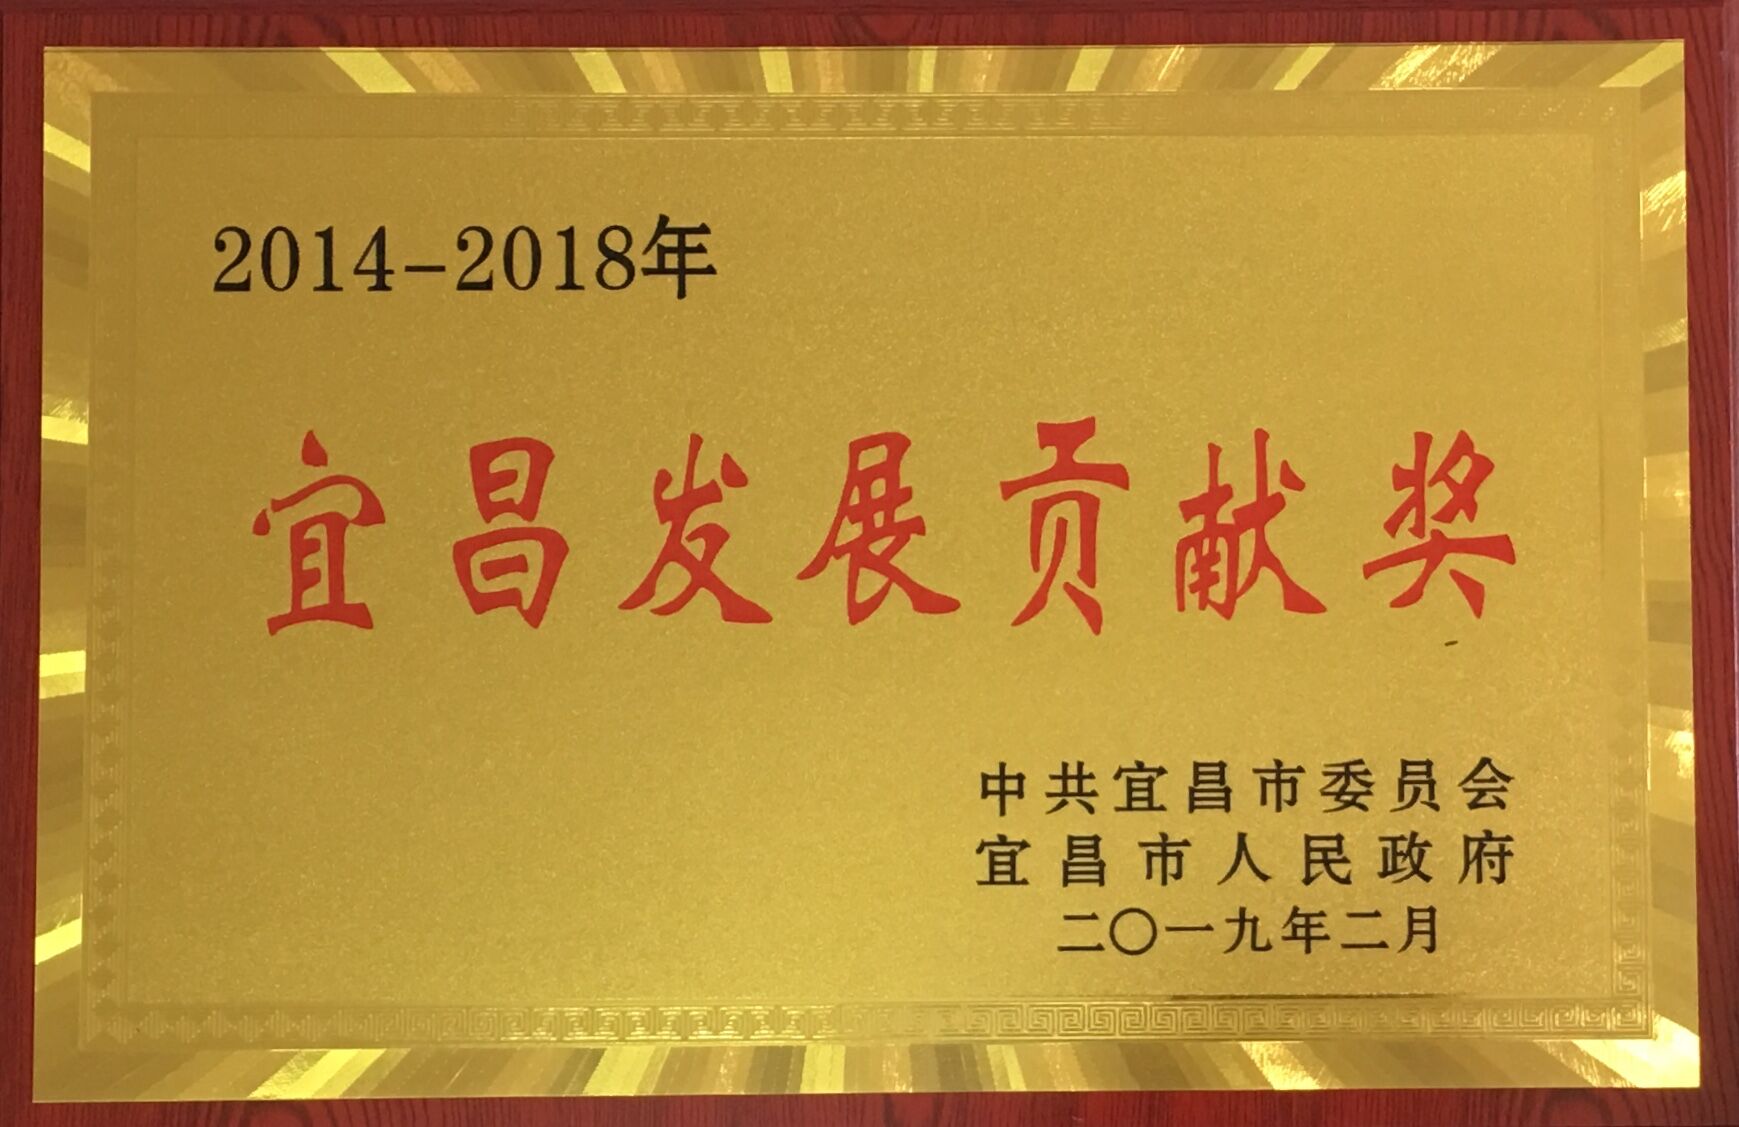 2014-2018年
宜昌发展贡献奖
中共宜昌市委员会
宜昌市人民政府
二〇一九年二月